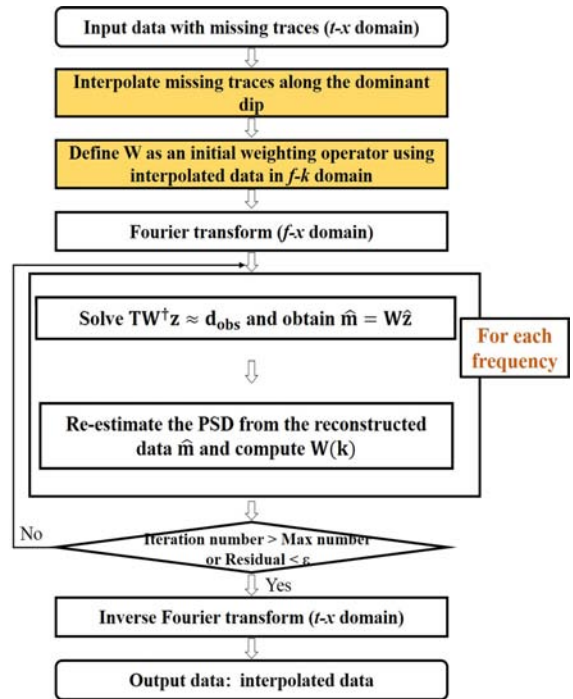 Input data with missing traces (t-x domain)
Interpolate missing traces along the dominant
dip
Define W as an initial weighting operator using
interpolated data in f-k domain
Fourier transform (f-x domain)
Solve TW†z ≈ d_obs and obtain m̂ = Wẑ
For each
frequency
Re-estimate the PSD from the reconstructed
data m̂ and compute W(k)
No
Iteration number > Max number
or Residual < ε
Yes
Inverse Fourier transform (t-x domain)
Output data: interpolated data